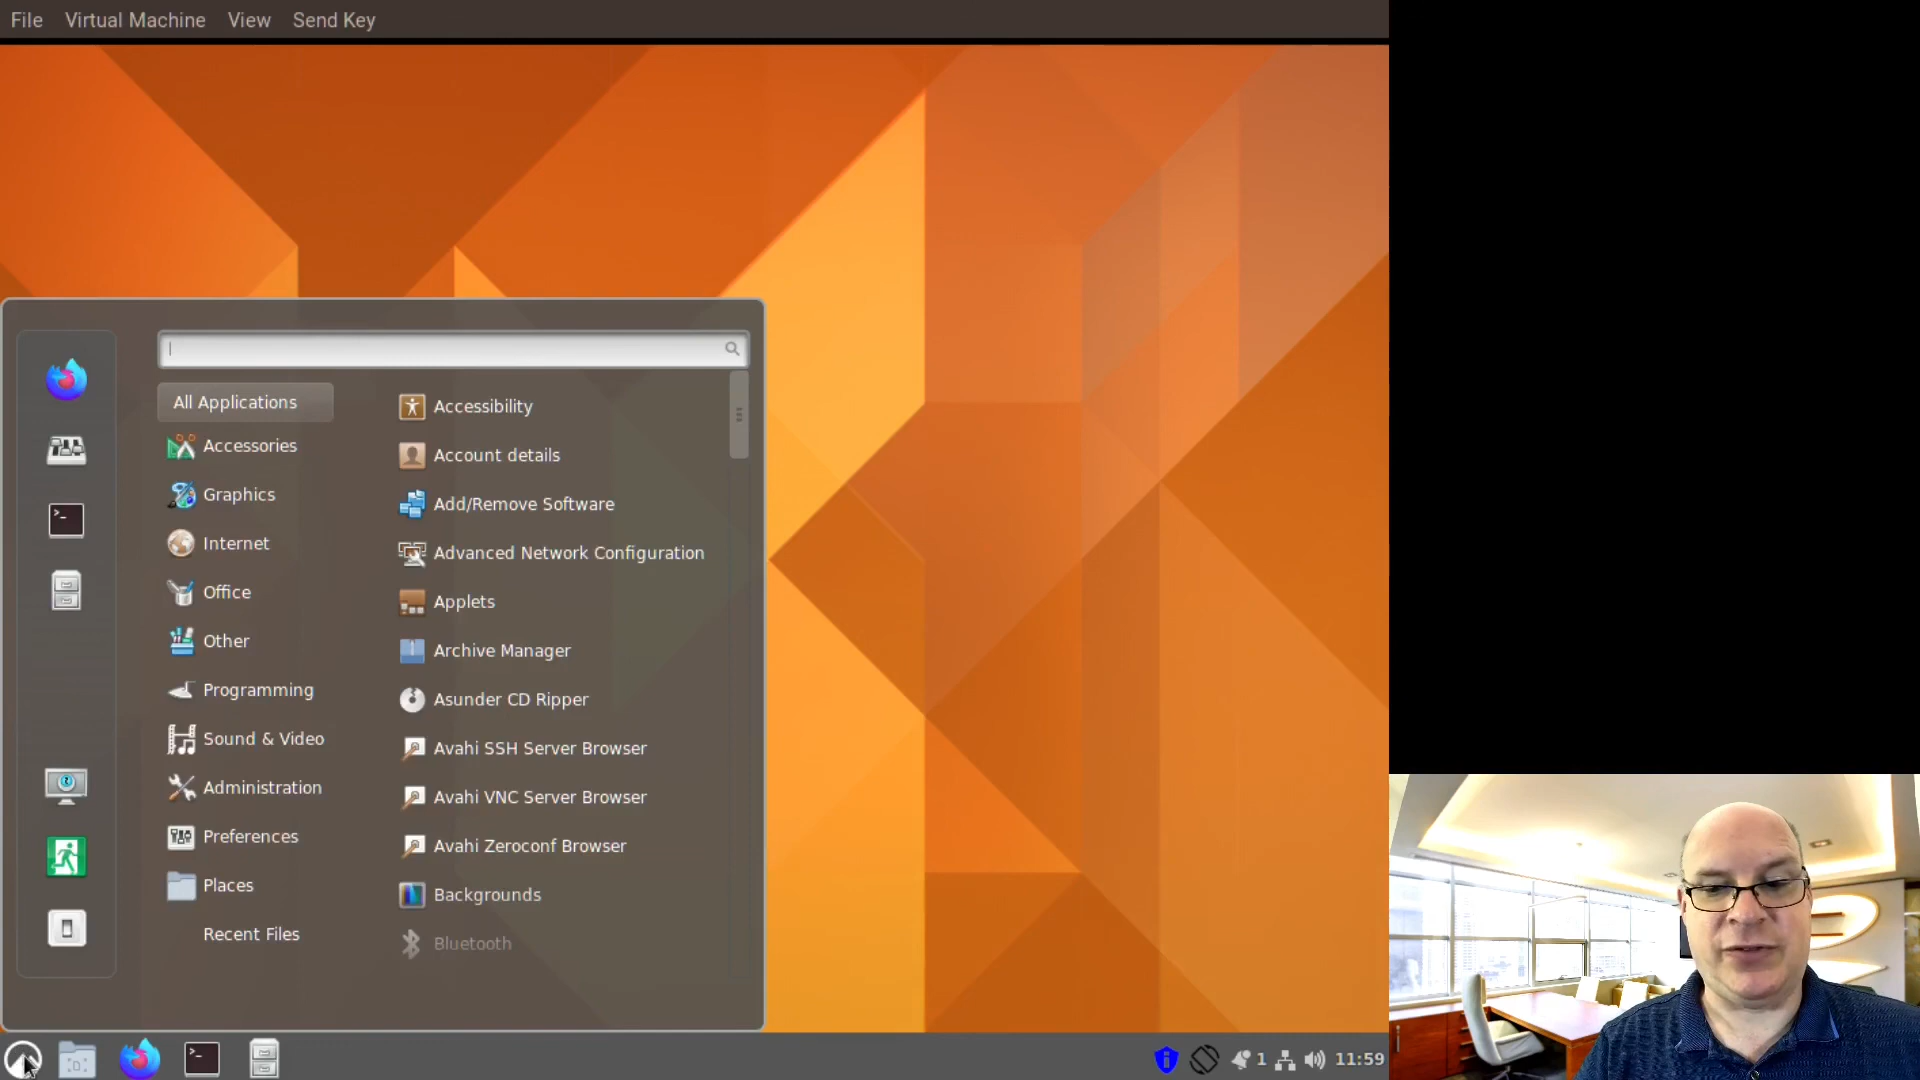 File Virtual Machine View Send Key
All Applications
Accessories
Graphics
Internet
Office
Other
Programming
Sound & Video
Administration
Preferences
Places
Recent Files
Accessibility
Account details
Add/Remove Software
Advanced Network Configuration
Applets
Archive Manager
Asunder CD Ripper
Avahi SSH Server Browser
Avahi VNC Server Browser
Avahi Zeroconf Browser
Backgrounds
Bluetooth
1 11:59